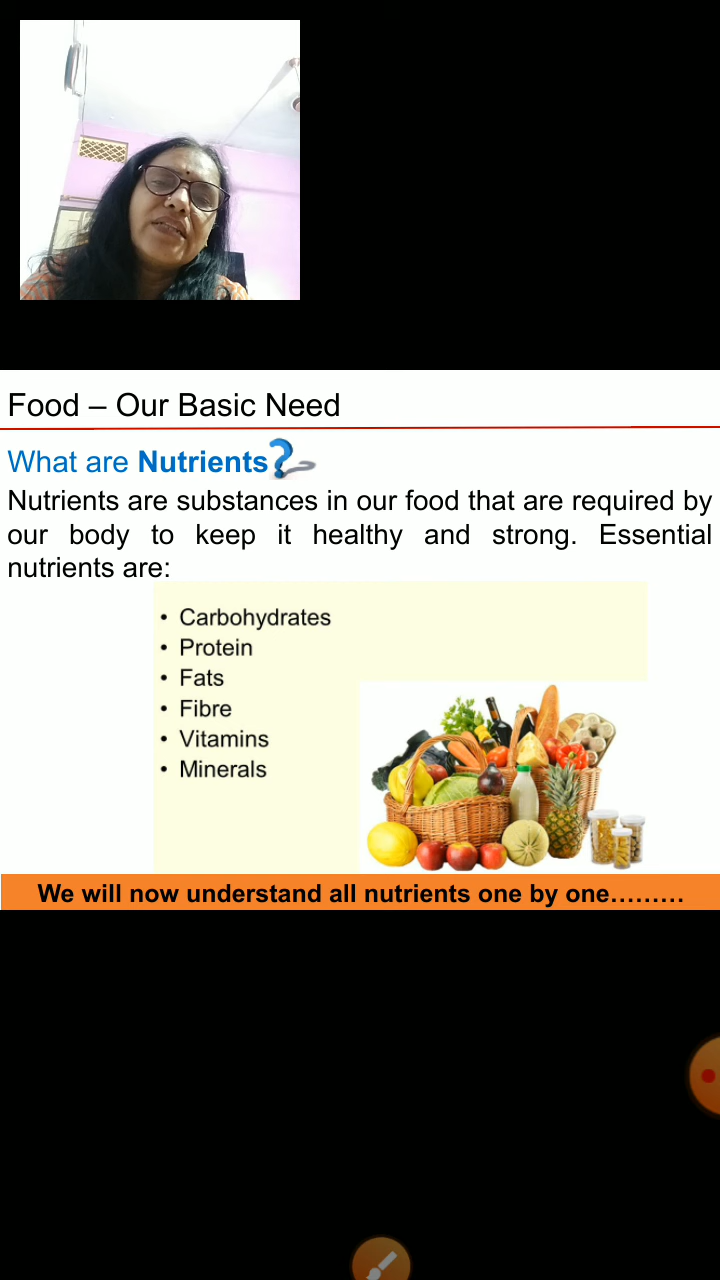 Food – Our Basic Need
What are Nutrients?
Nutrients are substances in our food that are required by
our body to keep it healthy and strong. Essential
nutrients are:
• Carbohydrates
• Protein
• Fats
• Fibre
• Vitamins
• Minerals
We will now understand all nutrients one by one.........